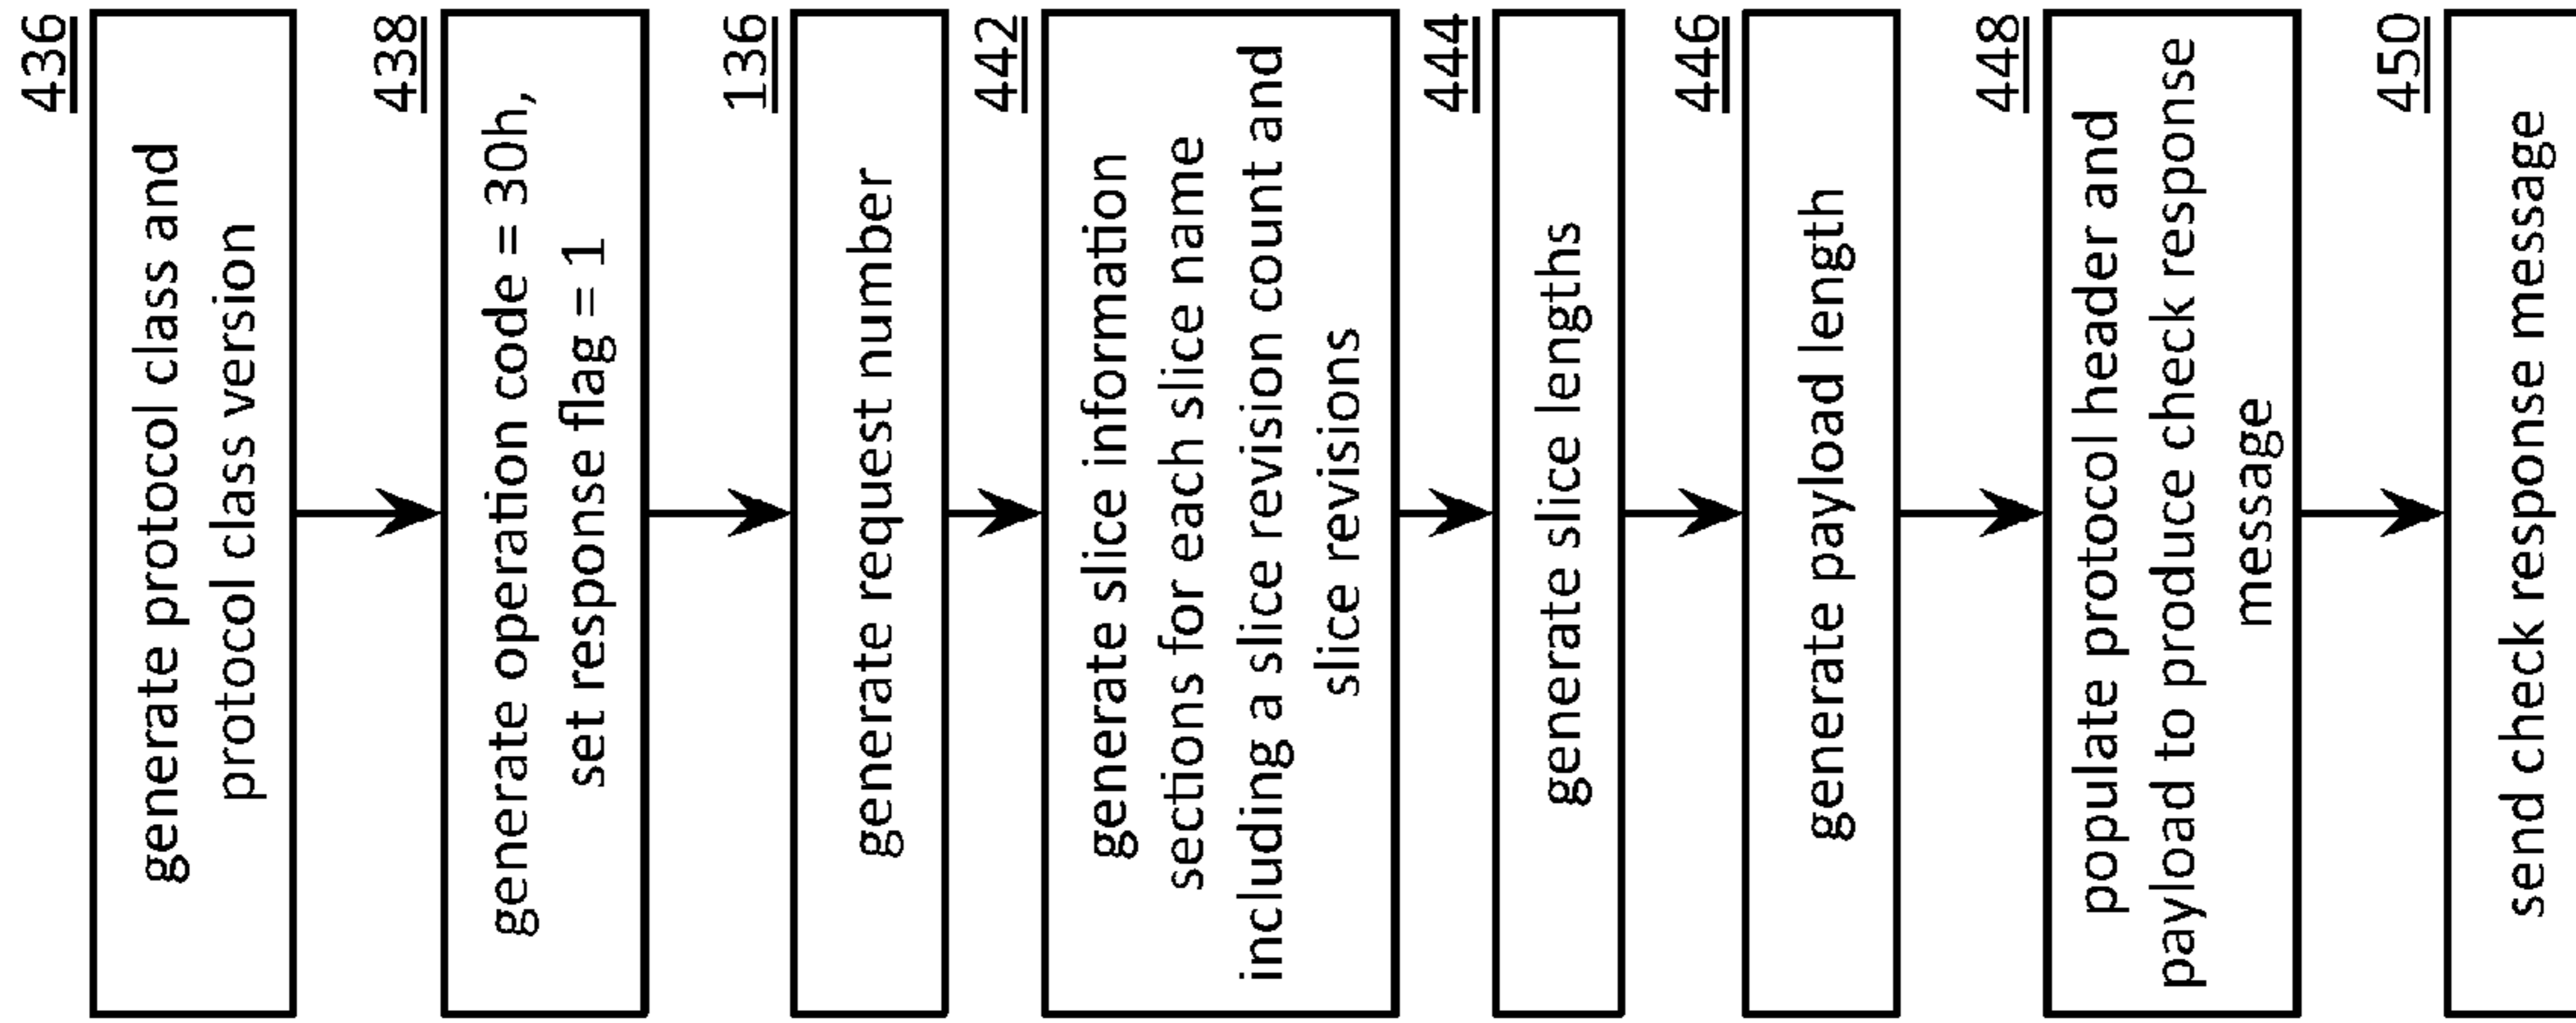 436
generate protocol class and
protocol class version
438
generate operation code = 30h,
set response flag = 1
136
generate request number
442
generate slice information
sections for each slice name
including a slice revision count and
slice revisions
444
generate slice lengths
446
generate payload length
448
populate protocol header and
payload to produce check response
message
450
send check response message